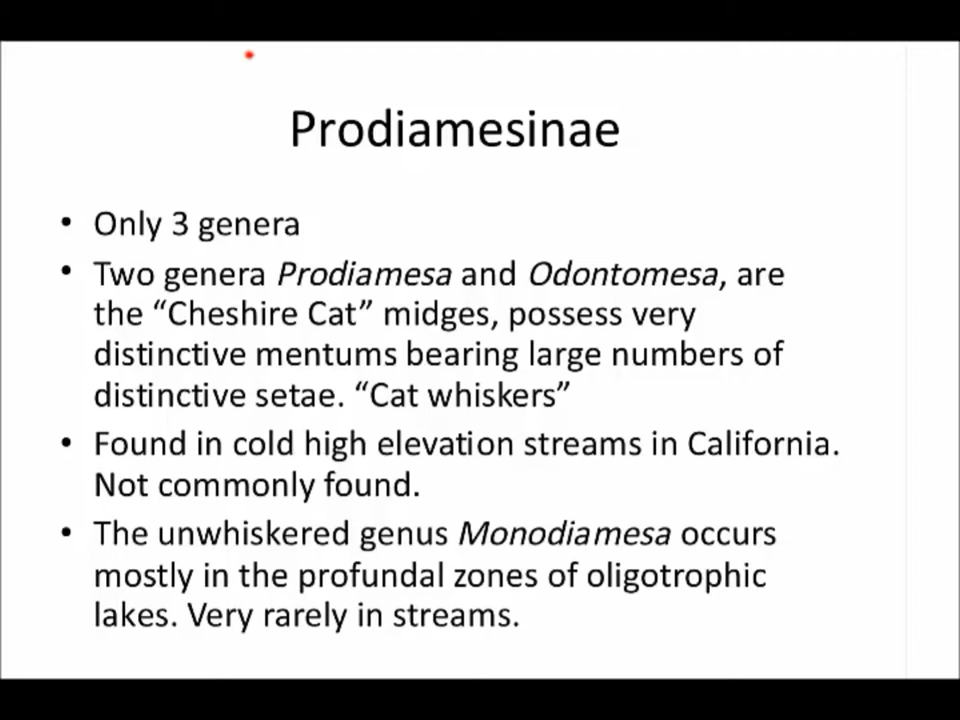 Prodiamesinae
• Only 3 genera
• Two genera Prodiamesa and Odontomesa, are
the “Cheshire Cat” midges, possess very
distinctive mentums bearing large numbers of
distinctive setae. “Cat whiskers”
• Found in cold high elevation streams in California.
Not commonly found.
• The unwhiskered genus Monodiamesa occurs
mostly in the profundal zones of oligotrophic
lakes. Very rarely in streams.